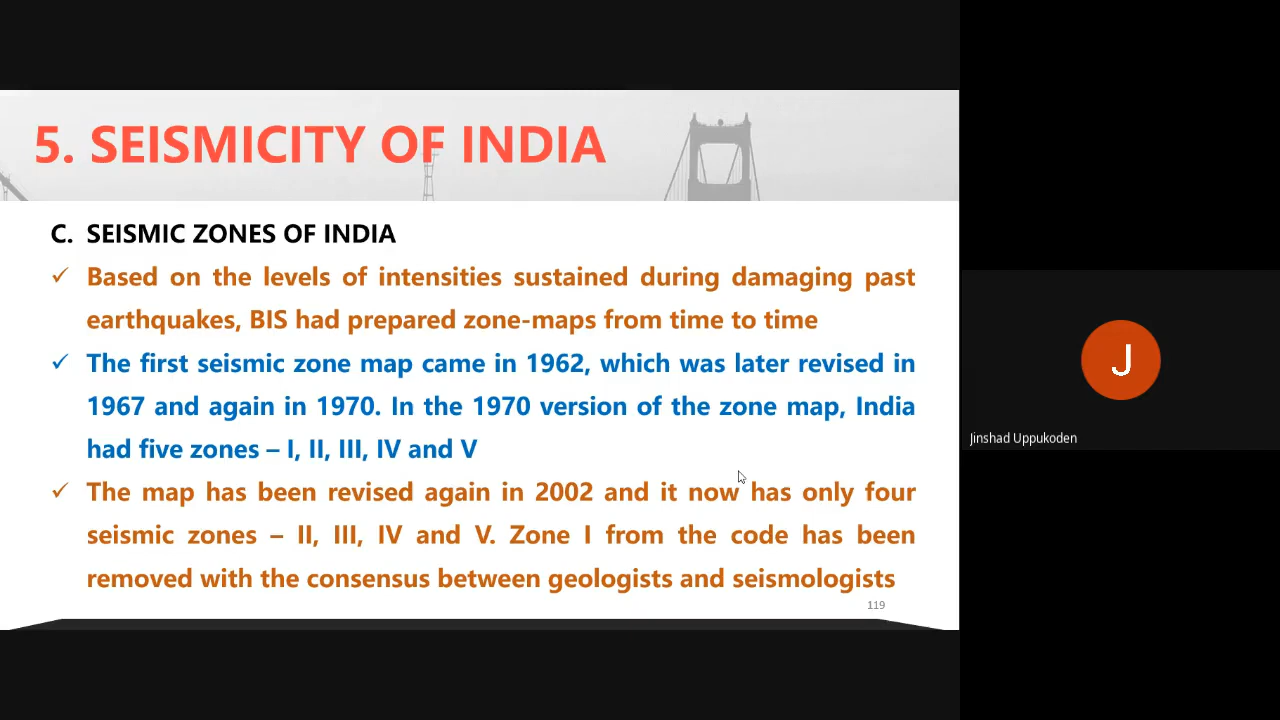 5. SEISMICITY OF INDIA
C. SEISMIC ZONES OF INDIA
✓ Based on the levels of intensities sustained during damaging past
earthquakes, BIS had prepared zone-maps from time to time
✓ The first seismic zone map came in 1962, which was later revised in
1967 and again in 1970. In the 1970 version of the zone map, India
had five zones – I, II, III, IV and V
✓ The map has been revised again in 2002 and it now has only four
seismic zones – II, III, IV and V. Zone I from the code has been
removed with the consensus between geologists and seismologists
119
J
Jinshad Uppukoden